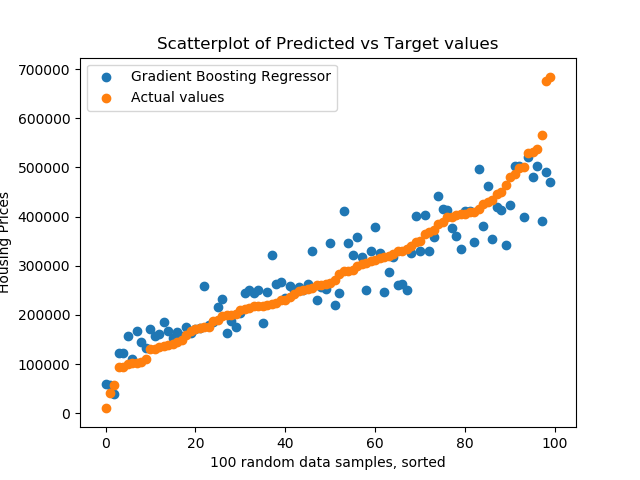 Scatterplot of Predicted vs Target values
Gradient Boosting Regressor
Actual values
700000
600000
500000
400000
300000
200000
100000
0
Housing Prices
0 20 40 60 80 100
100 random data samples, sorted